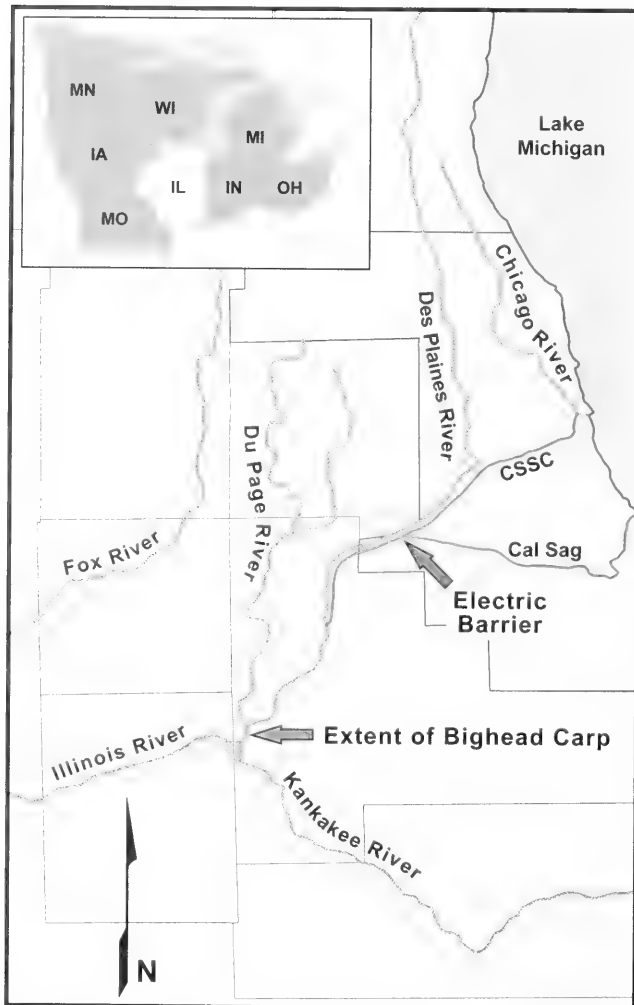 MN
WI
MI
IA
IL
IN
OH
MO
Lake
Michigan
Chicago River
Des Plaines River
CSSC
Du Page River
Fox River
Cal Sag
Electric
Barrier
Extent of Bighead Carp
Illinois River
Kankakee River
N